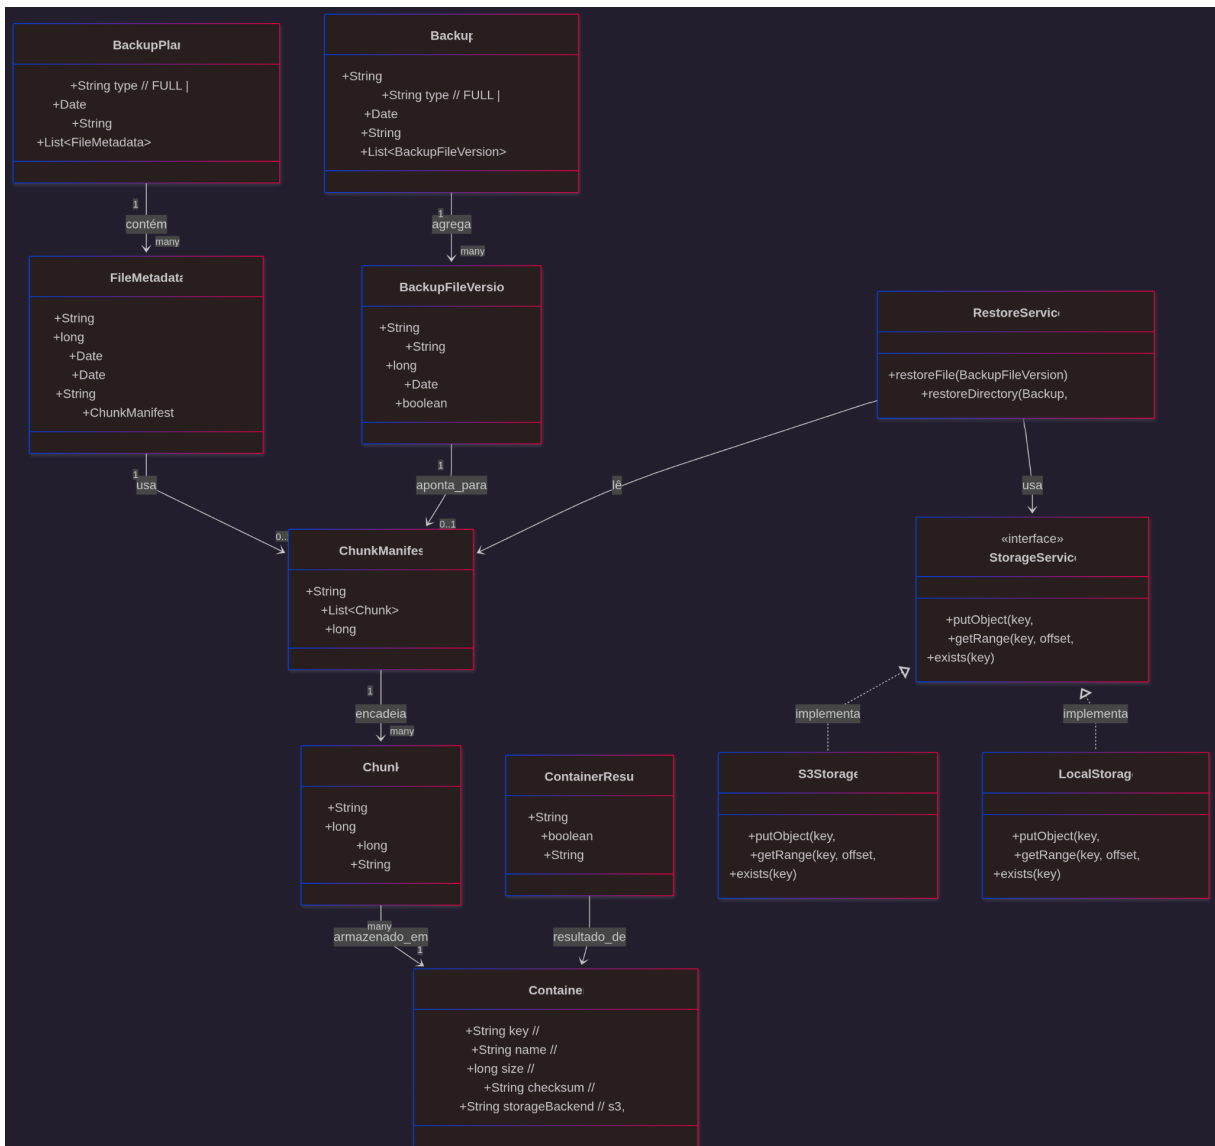 BackupPlan
+String type // FULL |
+Date
+String
+List<FileMetadata>
1
contém
many
FileMetadata
+String
+long
+Date
+Date
+String
+ChunkManifest
1
usa
0..
Backup
+String
+String type // FULL |
+Date
+String
+List<BackupFileVersion>
1
agrega
many
BackupFileVersio
+String
+String
+long
+Date
+boolean
1
aponta_para
0..1
RestoreServic
+restoreFile(BackupFileVersion)
+restoreDirectory(Backup,
lê
usa
ChunkManifes
+String
+List<Chunk>
+long
1
encadeia
many
«interface»
StorageServic
+putObject(key,
+getRange(key, offset,
+exists(key)
implementa
implementa
Chunk
+String
+long
+long
+String
many
armazenado_em
1
ContainerResu
+String
+boolean
+String
resultado_de
S3Storage
+putObject(key,
+getRange(key, offset,
+exists(key)
LocalStorag
+putObject(key,
+getRange(key, offset,
+exists(key)
Containe
+String key //
+String name //
+long size //
+String checksum //
+String storageBackend // s3,